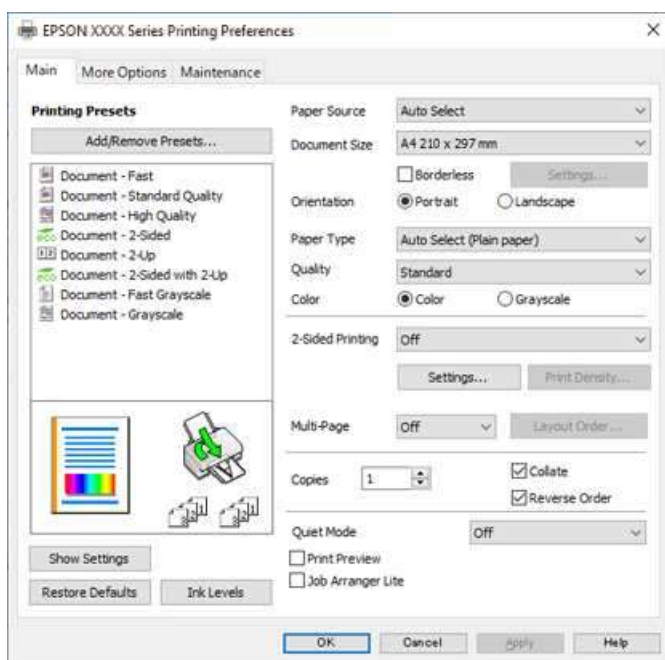 EPSON XXXX Series Printing Preferences
Main
More Options
Maintenance
Printing Presets
Add/Remove Presets...
Document - Fast
Document - Standard Quality
Document - High Quality
Document - 2-Sided
Document - 2-Up
Document - 2-Sided with 2-Up
Document - Fast Grayscale
Document - Grayscale
Show Settings
Restore Defaults
Ink Levels
Paper Source
Auto Select
Document Size
A4 210 x 297 mm
Borderless
Settings...
Orientation
Portrait
Landscape
Paper Type
Auto Select (Plain paper)
Quality
Standard
Color
Color
Grayscale
2-Sided Printing
Off
Settings...
Print Density...
Multi-Page
Off
Layout Order...
Copies
1
Collate
Reverse Order
Quiet Mode
Off
Print Preview
Job Arranger Lite
OK
Cancel
Apply
Help